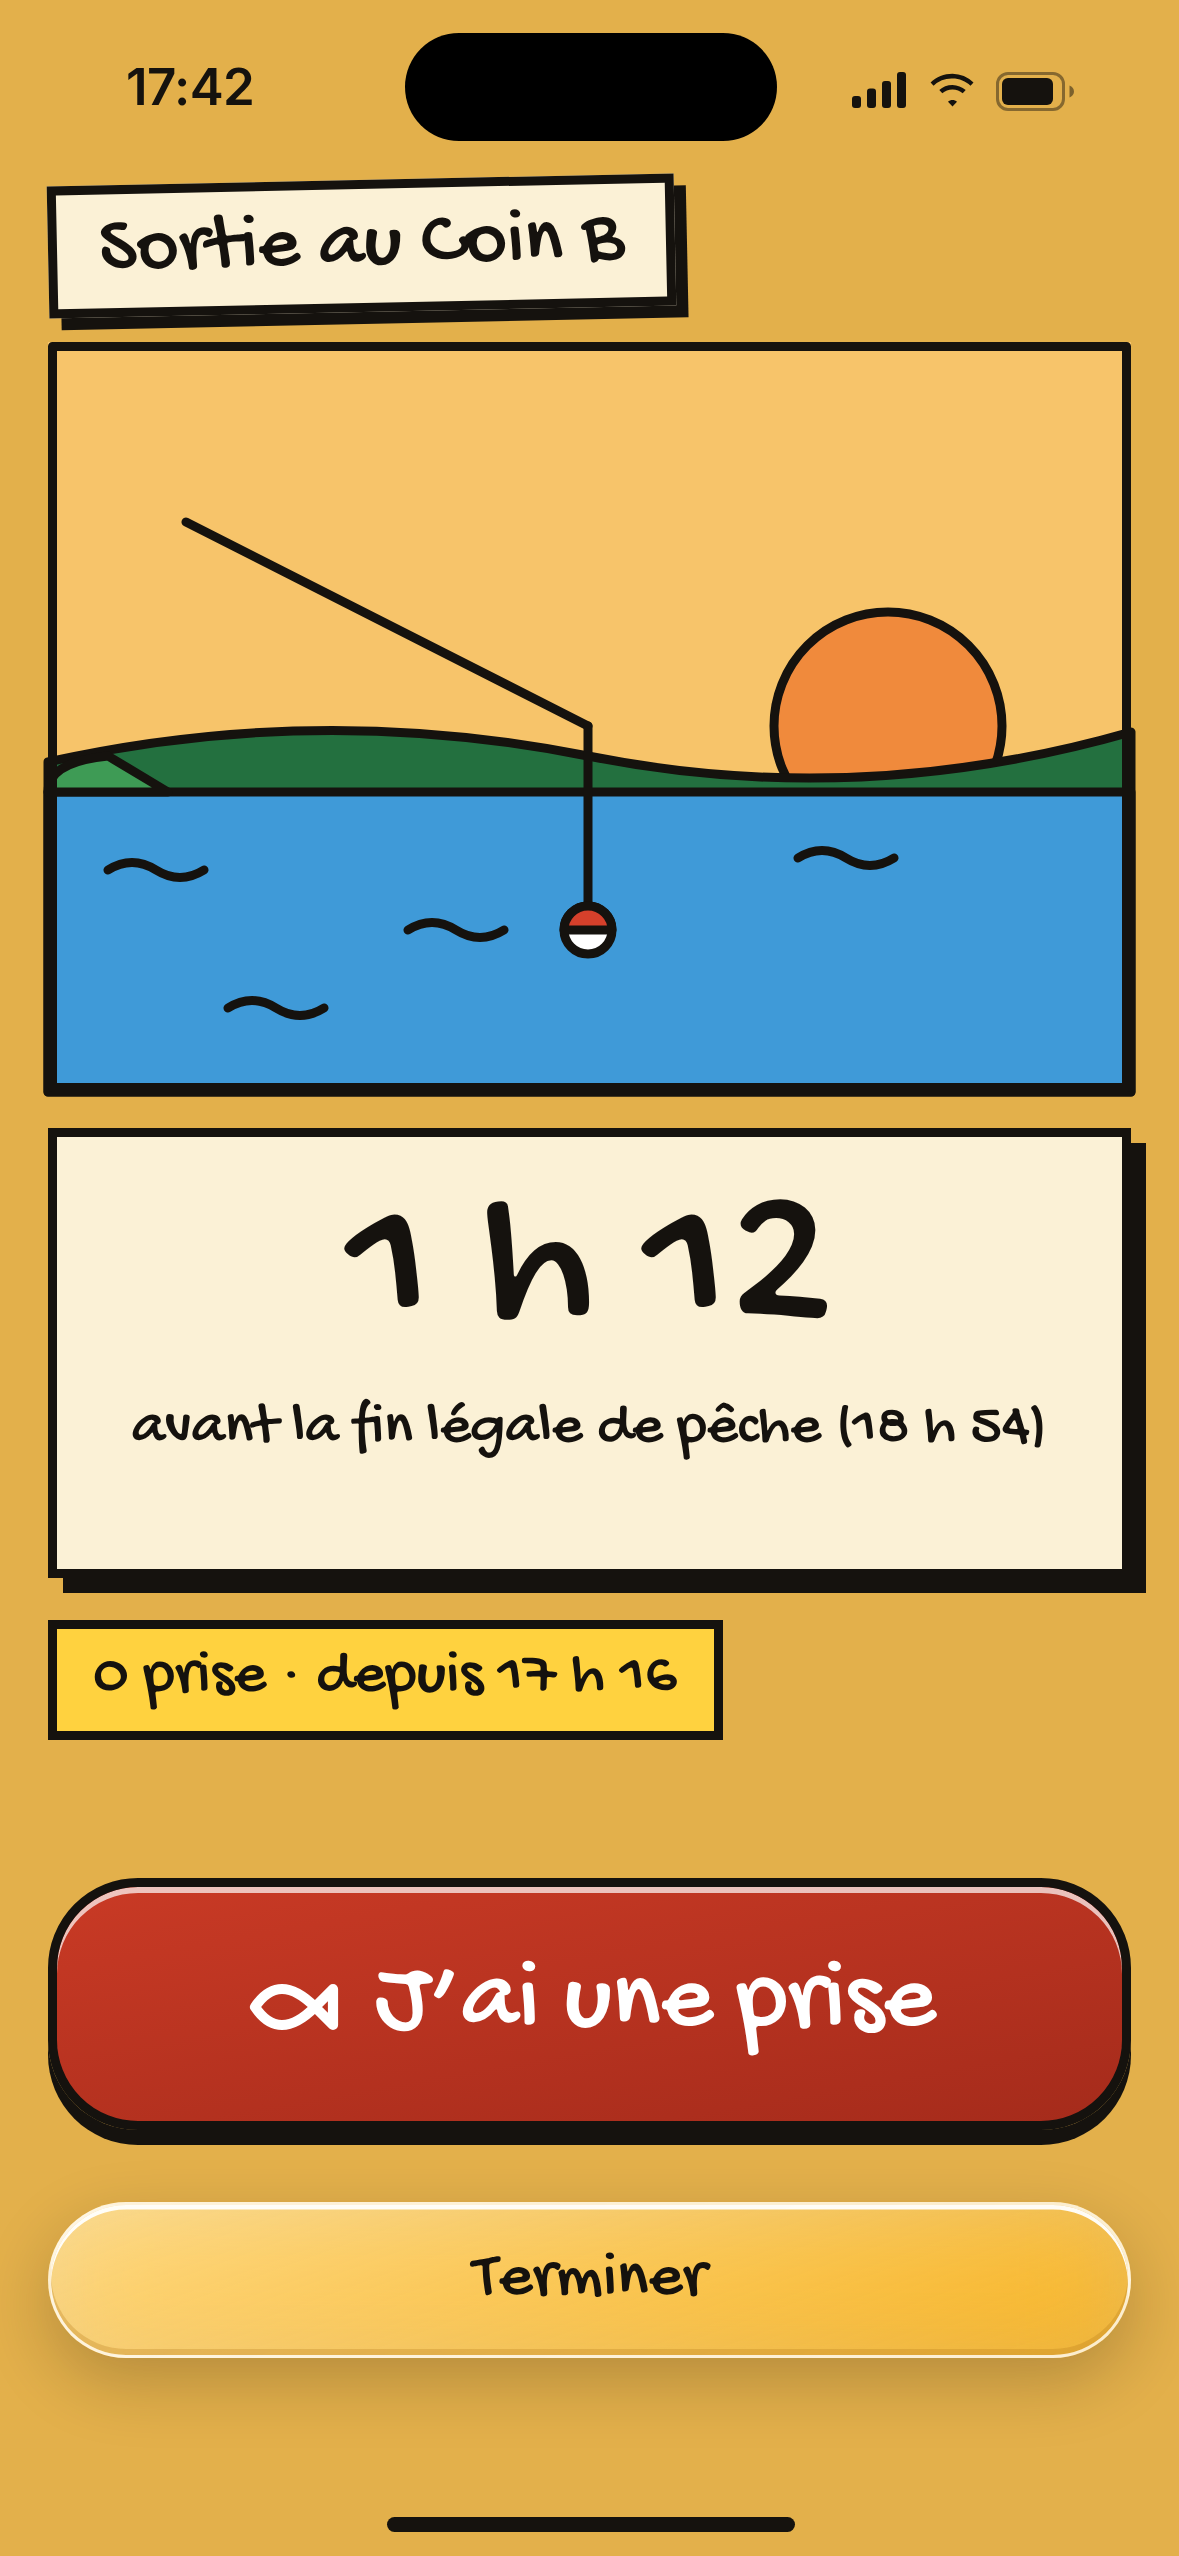 17:42
Sortie au Coin B
1 h 12
avant la fin légale de pêche (18 h 54)
0 prise · depuis 17 h 16
J'ai une prise
Terminer